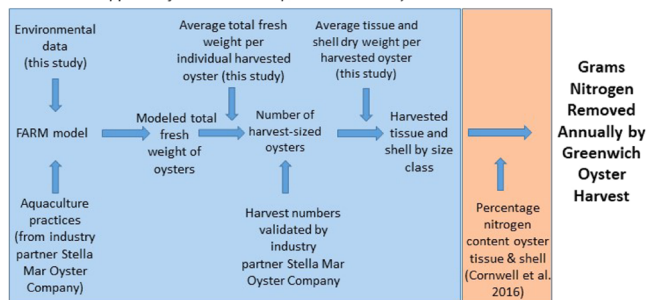 Environmental
data
(this study)
FARM model
Aquaculture
practices
(from industry
partner Stella
Mar Oyster
Company)
Modeled total
fresh
weight of
oysters
Average total fresh
weight per
individual harvested
oyster (this study)
Number of
harvest-sized
oysters
Harvest numbers
validated by
industry
partner Stella Mar
Oyster Company
Average tissue and
shell dry weight per
harvested oyster
(this study)
Harvested
tissue and
shell by size
class
Percentage
nitrogen
content oyster
tissue & shell
(Cornwell et al.
2016)
Grams
Nitrogen
Removed
Annually by
Greenwich
Oyster
Harvest